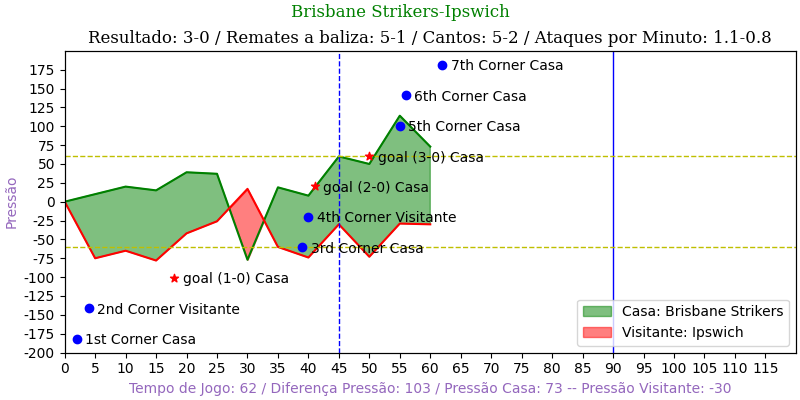 Brisbane Strikers-Ipswich
Resultado: 3-0 / Remates a baliza: 5-1 / Cantos: 5-2 / Ataques por Minuto: 1.1-0.8
Pressão
175
150
125
100
75
50
25
0
-25
-50
-75
-100
-125
-150
-175
-200
7th Corner Casa
6th Corner Casa
5th Corner Casa
goal (3-0) Casa
goal (2-0) Casa
4th Corner Visitante
3rd Corner Casa
goal (1-0) Casa
2nd Corner Visitante
1st Corner Casa
Casa: Brisbane Strikers
Visitante: Ipswich
0 5 10 15 20 25 30 35 40 45 50 55 60 65 70 75 80 85 90 95 100 105 110 115
Tempo de Jogo: 62 / Diferença Pressão: 103 / Pressão Casa: 73 -- Pressão Visitante: -30